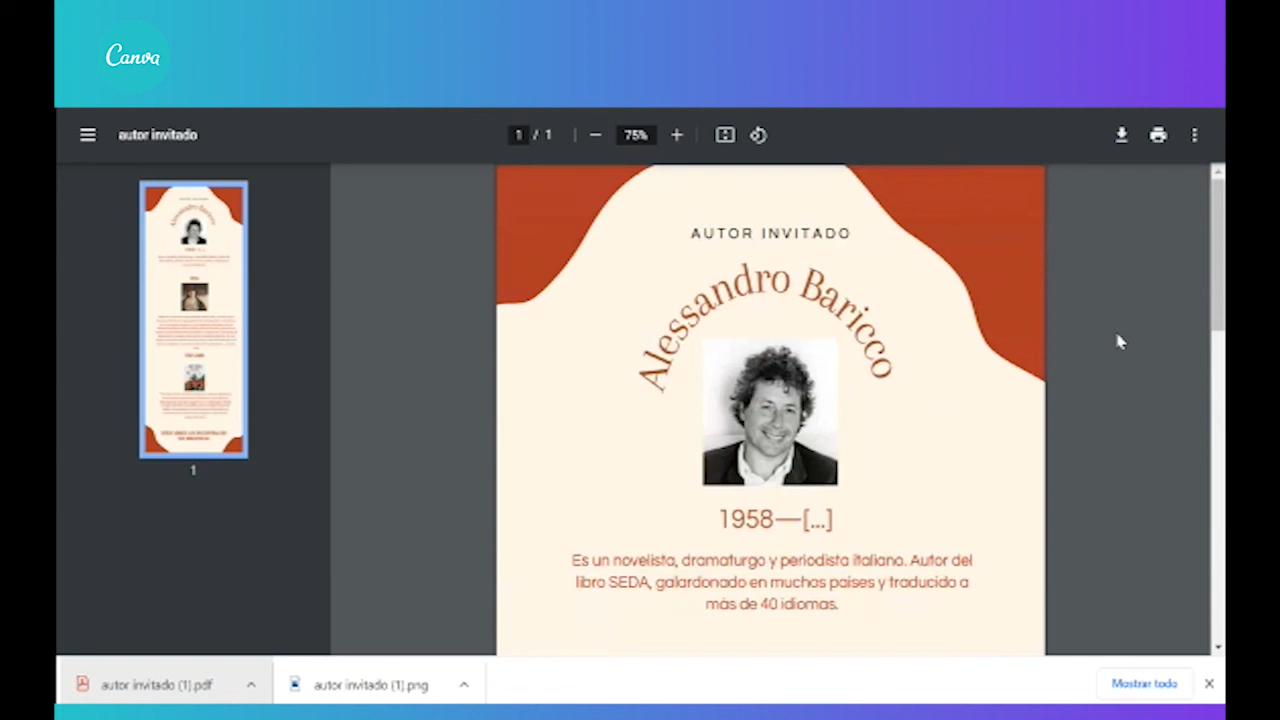 Canva
autor invitado
1 / 1
75%
AUTOR INVITADO
Alessandro Baricco
1958—[...]
Es un novelista, dramaturgo y periodista italiano. Autor del
libro SEDA, galardonado en muchos países y traducido a
más de 40 idiomas.
1
autor invitado (1).pdf
autor invitado (1).png
Mostrar todo